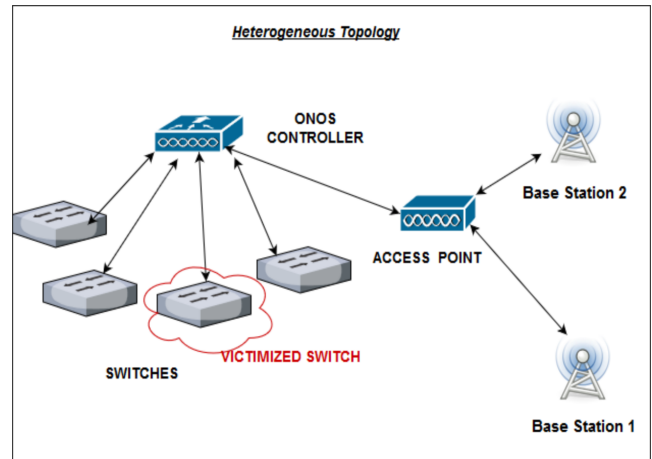 Heterogeneous Topology
ONOS
CONTROLLER
Base Station 2
ACCESS POINT
VICTIMIZED SWITCH
SWITCHES
Base Station 1